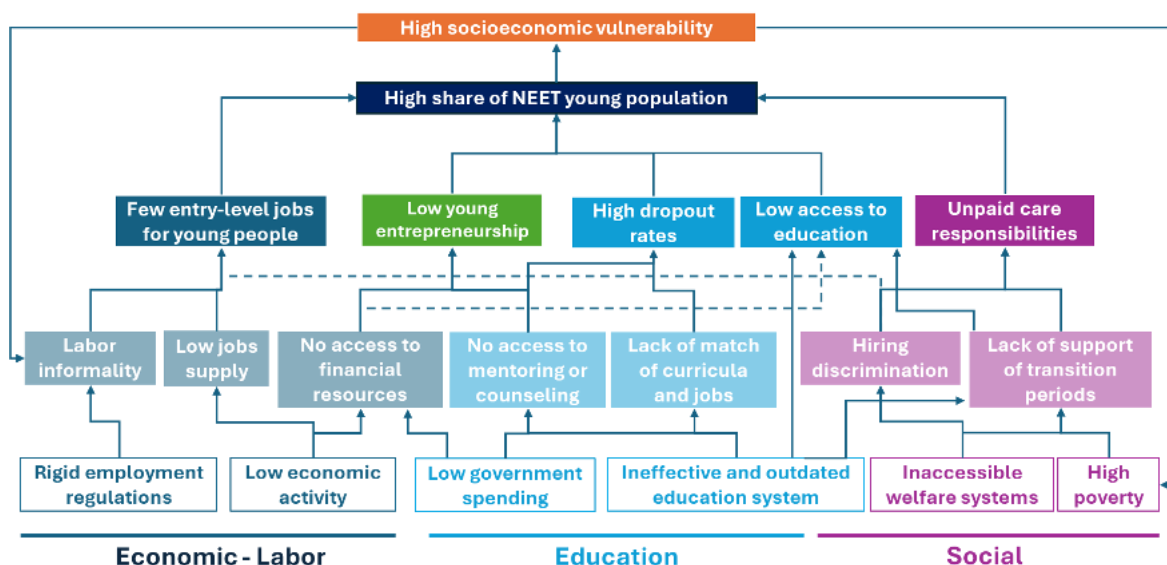 High socioeconomic vulnerability
High share of NEET young population
Few entry-level jobs
for young people
Low young
entrepreneurship
High dropout
rates
Low access to
education
Unpaid care
responsibilities
Labor
informality
Low jobs
supply
No access to
financial
resources
No access to
mentoring or
counseling
Lack of match
of curricula
and jobs
Hiring
discrimination
Lack of support
of transition
periods
Rigid employment
regulations
Low economic
activity
Low government
spending
Ineffective and outdated
education system
Inaccessible
welfare systems
High
poverty
Economic - Labor
Education
Social